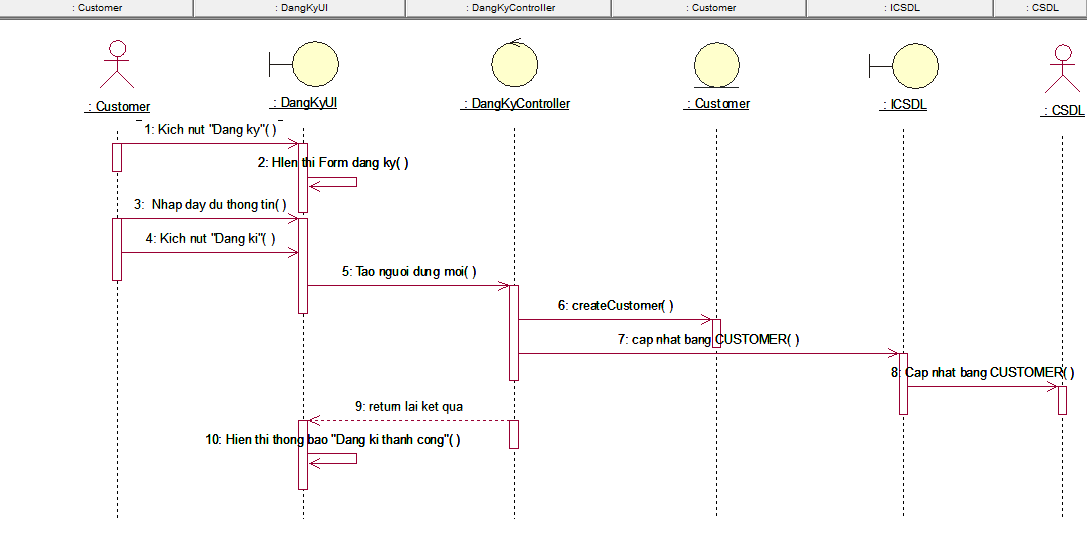 : Customer
: DangKyUI
: DangKyController
: Customer
: ICSDL
: CSDL
: Customer
: DangKyUI
: DangKyController
: Customer
: ICSDL
: CSDL
1: Kich nut "Dang ky"( )
2: HIen thi Form dang ky( )
3: Nhap day du thong tin( )
4: Kich nut "Dang ki"( )
5: Tao nguoi dung moi( )
6: createCustomer( )
7: cap nhat bang CUSTOMER( )
8: Cap nhat bang CUSTOMER( )
9: return lai ket qua
10: Hien thi thong bao "Dang ki thanh cong"( )